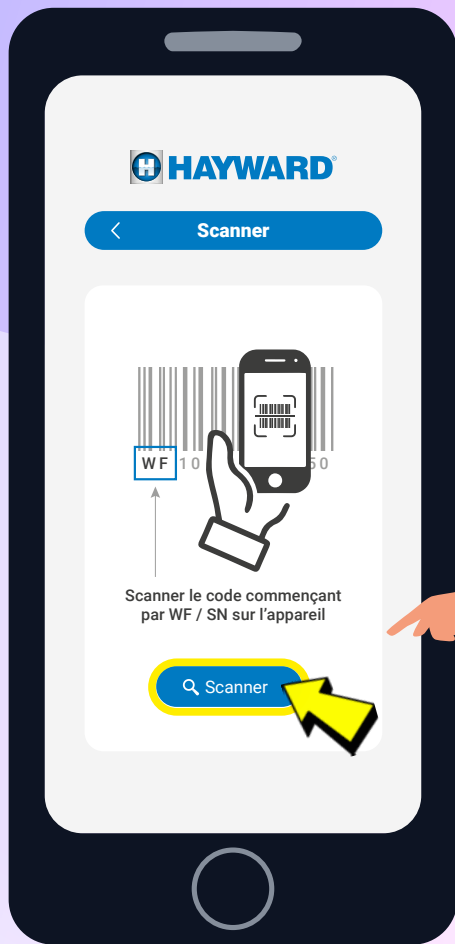 H HAYWARD®
Scanner
WF 10 50
Scanner le code commençant
par WF / SN sur l'appareil
Scanner